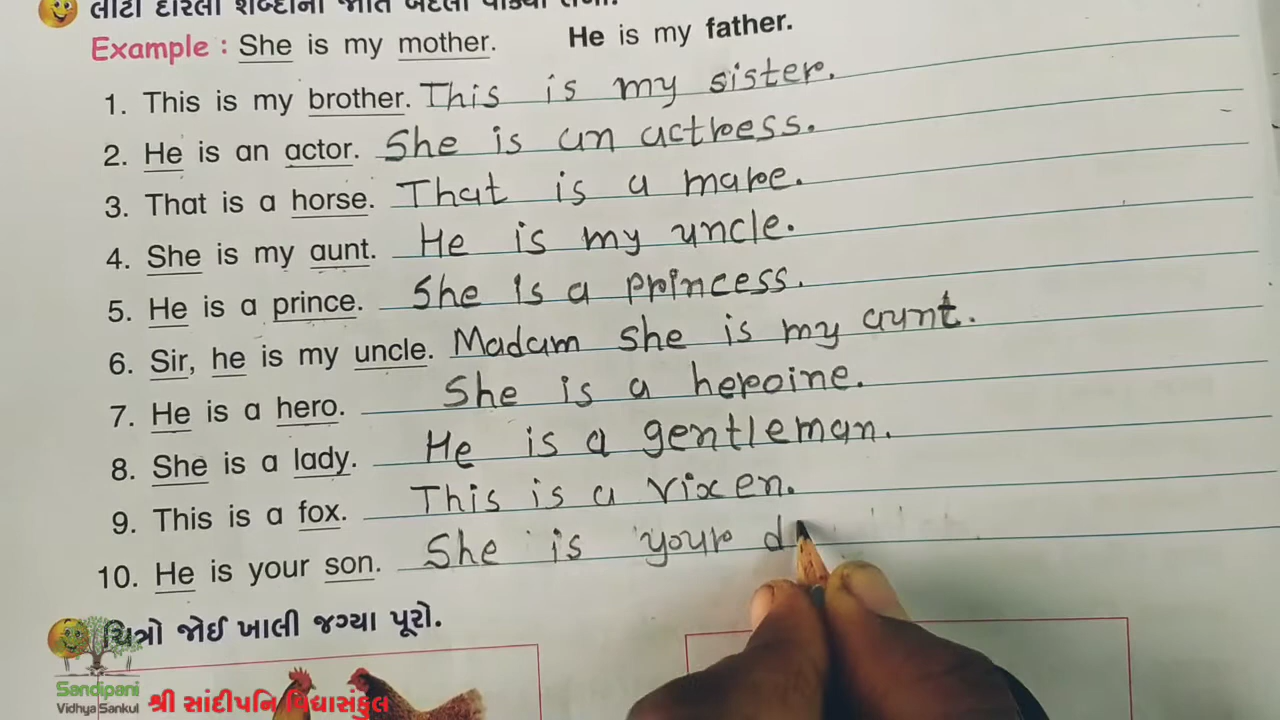 લીટી દોરેલા શબ્દોની જાતિ બદલી વાક્યો
Example : She is my mother. He is my father.
1. This is my brother. This is my sister.
2. He is an actor. She is an actress.
3. That is a horse. That is a mare.
4. She is my aunt. He is my uncle.
5. He is a prince. She is a princess.
6. Sir, he is my uncle. Madam she is my aunt.
7. He is a hero. She is a heroine.
8. She is a lady. He is a gentleman.
9. This is a fox. This is a vixen.
10. He is your son. She is your d
ચિત્રો જોઈ ખાલી જગ્યા પૂરો.
Sandipani
Vidhya Sankul
શ્રી સાંદીપનિ વિદ્યાસંકુલ